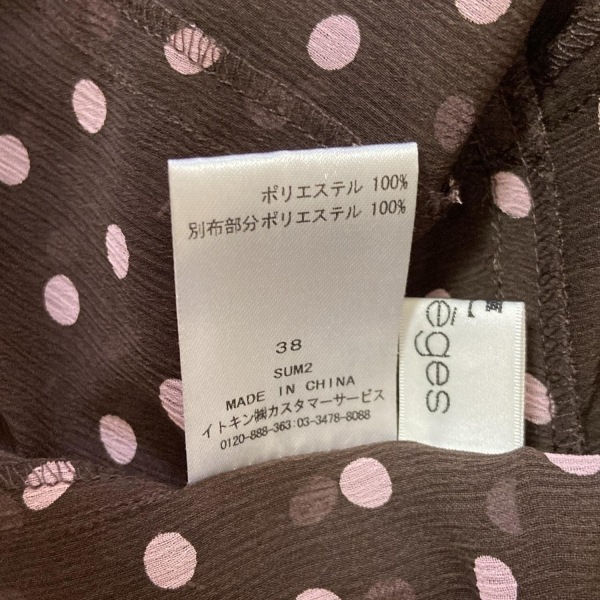 ポリエステル 100%
別布部分ポリエステル 100%
38
SUM2
MADE IN CHINA
イトキン㈱カスタマーサービス
0120-888-363:03-3478-8088
ēges